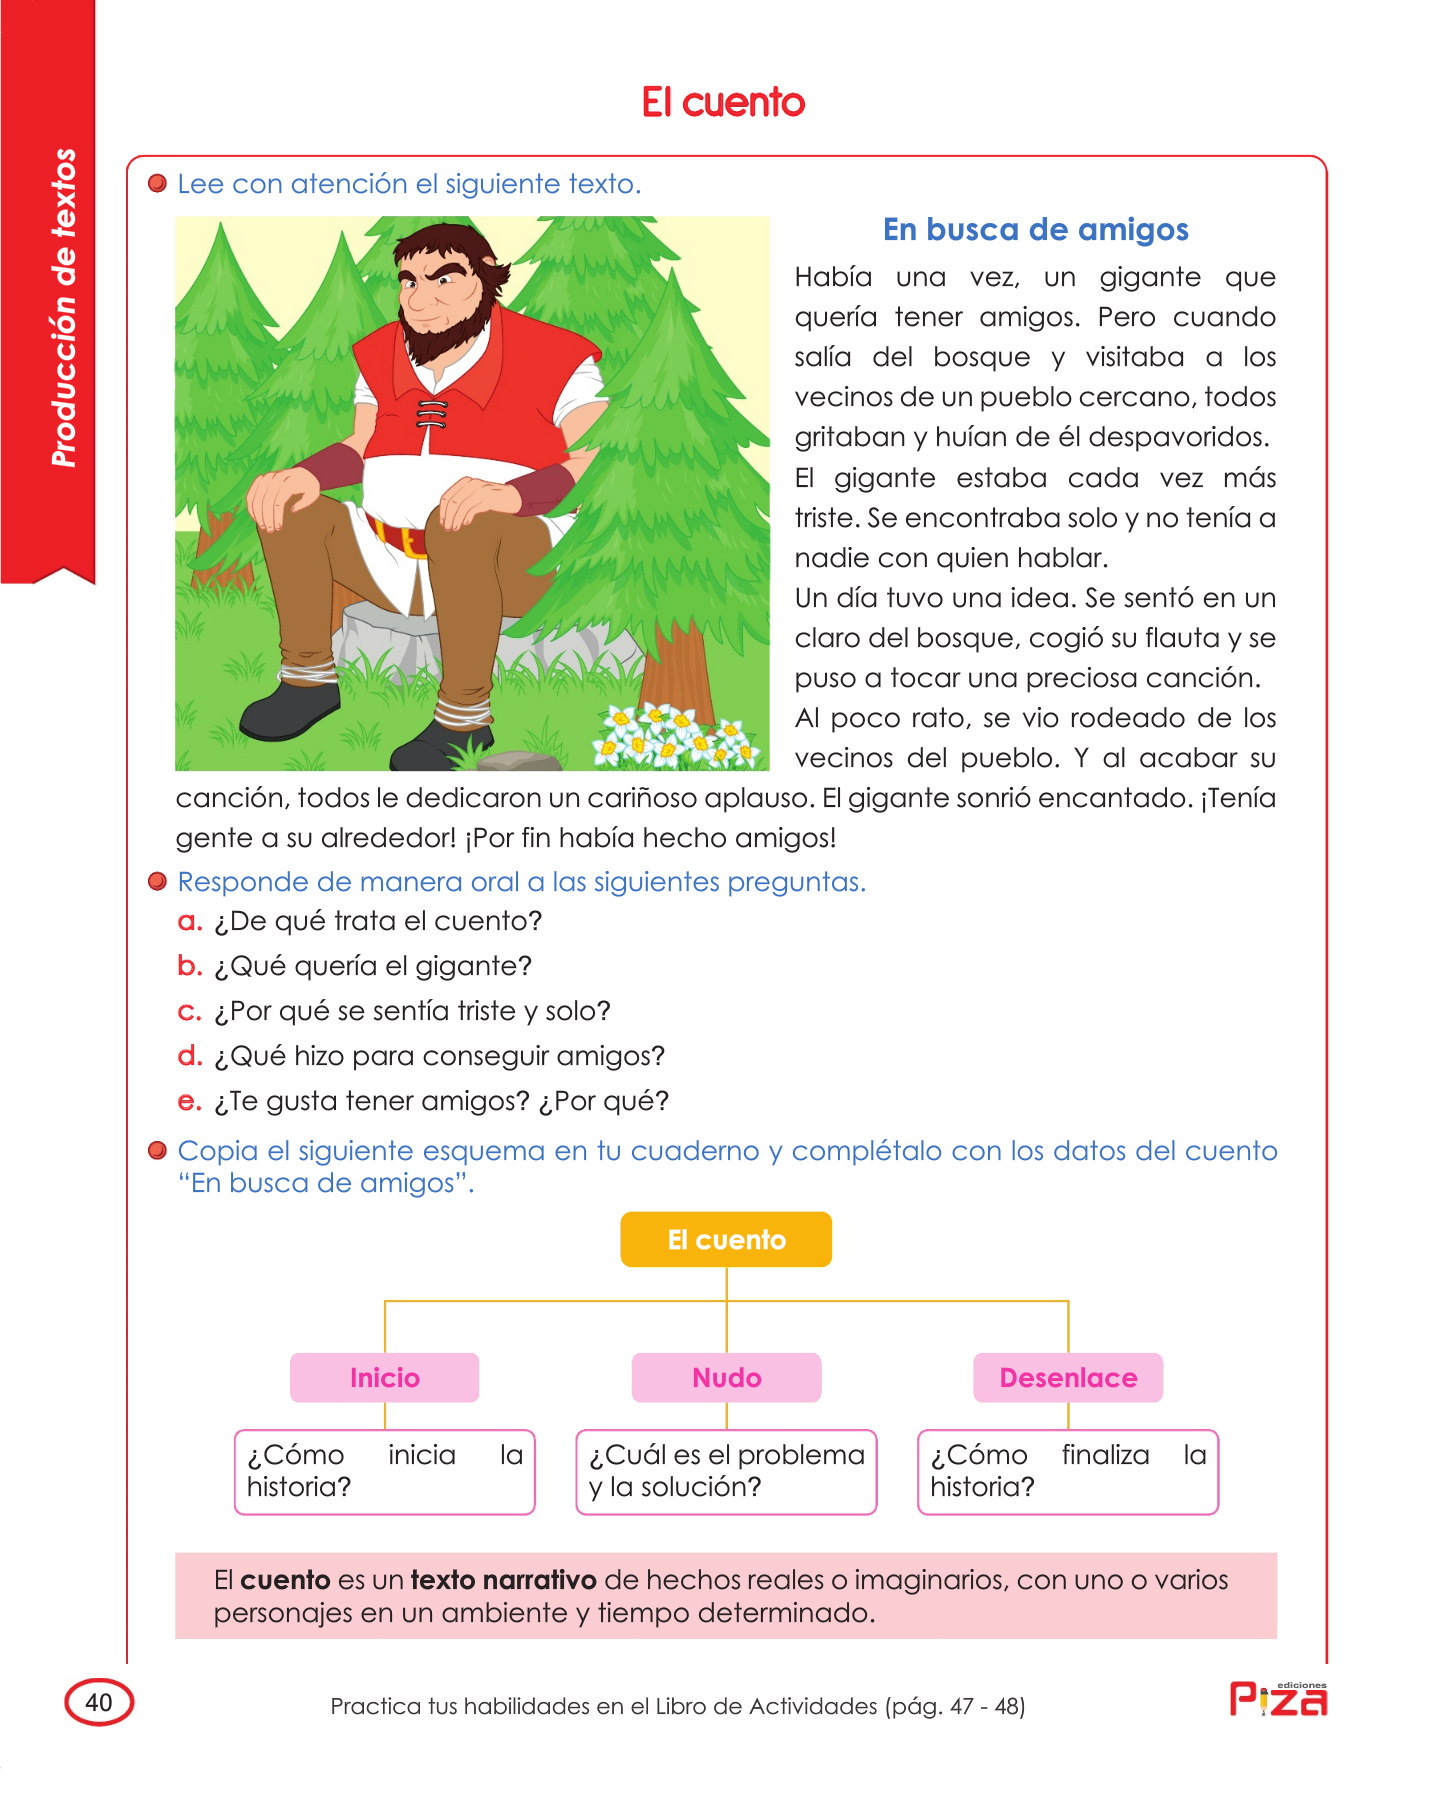 Producción de textos
El cuento
Lee con atención el siguiente texto.
En busca de amigos
Había una vez, un gigante que
quería tener amigos. Pero cuando
salía del bosque y visitaba a los
vecinos de un pueblo cercano, todos
gritaban y huían de él despavoridos.
El gigante estaba cada vez más
triste. Se encontraba solo y no tenía a
nadie con quien hablar.
Un día tuvo una idea. Se sentó en un
claro del bosque, cogió su flauta y se
puso a tocar una preciosa canción.
Al poco rato, se vio rodeado de los
vecinos del pueblo. Y al acabar su
canción, todos le dedicaron un cariñoso aplauso. El gigante sonrió encantado. ¡Tenía
gente a su alrededor! ¡Por fin había hecho amigos!
Responde de manera oral a las siguientes preguntas.
a. ¿De qué trata el cuento?
b. ¿Qué quería el gigante?
c. ¿Por qué se sentía triste y solo?
d. ¿Qué hizo para conseguir amigos?
e. ¿Te gusta tener amigos? ¿Por qué?
Copia el siguiente esquema en tu cuaderno y complétalo con los datos del cuento
“En busca de amigos”.
El cuento
Inicio
Nudo
Desenlace
¿Cómo inicia la
historia?
¿Cuál es el problema
y la solución?
¿Cómo finaliza la
historia?
El cuento es un texto narrativo de hechos reales o imaginarios, con uno o varios
personajes en un ambiente y tiempo determinado.
40
Practica tus habilidades en el Libro de Actividades (pág. 47 - 48)
ediciones
Piza